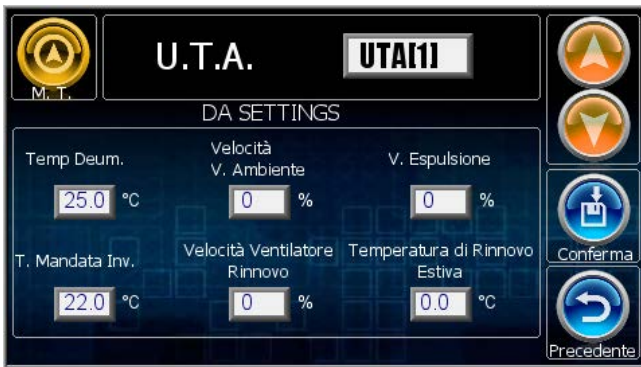 U.T.A.
UTA[1]
M. T.
DA SETTINGS
Temp Deum.
25.0 °C
Velocità
V. Ambiente
0 %
V. Espulsione
0 %
T. Mandata Inv.
22.0 °C
Velocità Ventilatore
Rinnovo
0 %
Temperatura di Rinnovo
Estiva
0.0 °C
Conferma
Precedente